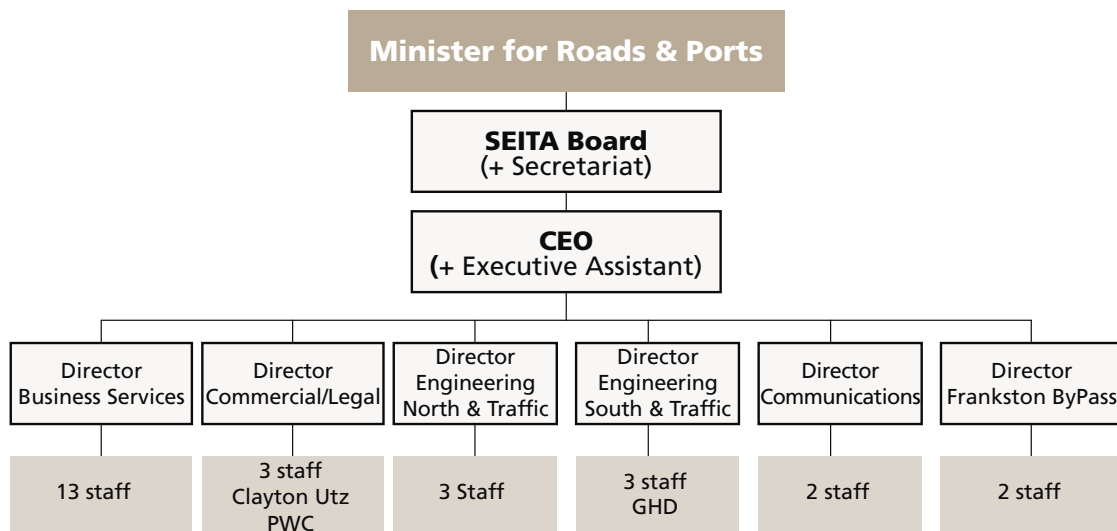 Minister for Roads & Ports
SEITA Board
(+ Secretariat)
CEO
(+ Executive Assistant)
Director
Business Services
Director
Commercial/Legal
Director
Engineering
North & Traffic
Director
Engineering
South & Traffic
Director
Communications
Director
Frankston ByPass
13 staff
3 staff
Clayton Utz
PWC
3 Staff
3 staff
GHD
2 staff
2 staff